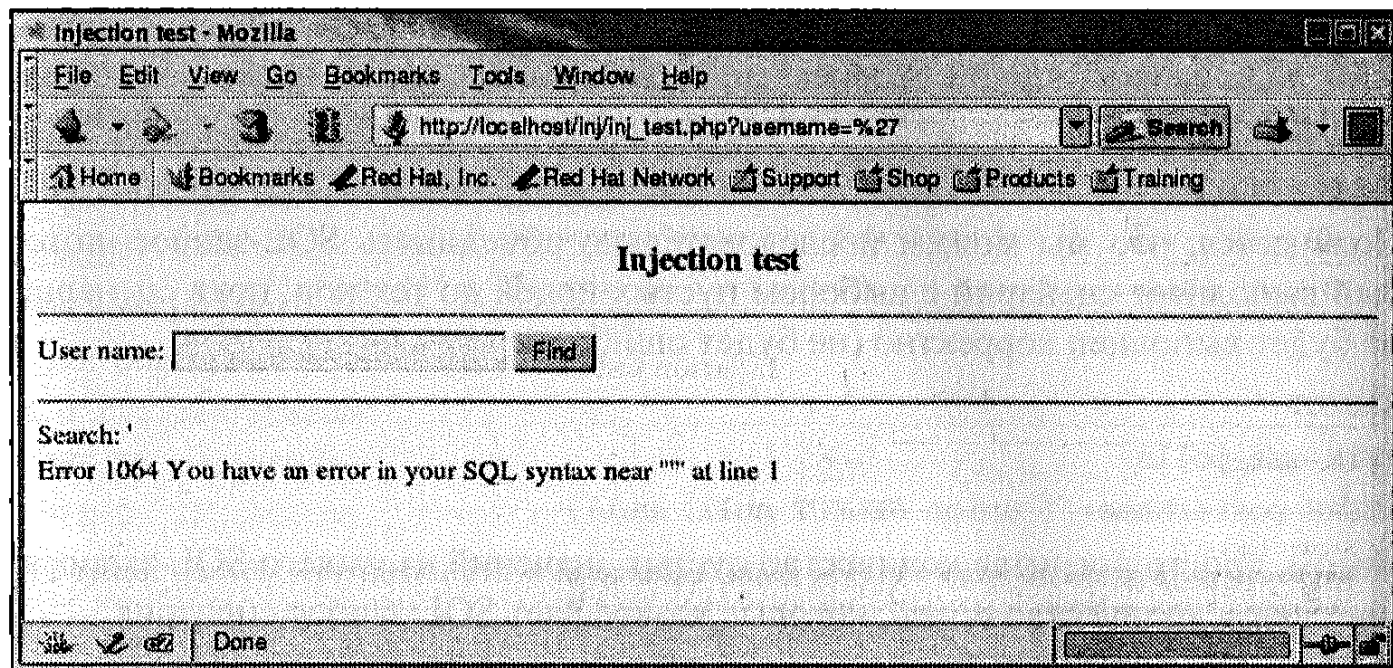 Injection test - Mozilla
File Edit View Go Bookmarks Tools Window Help
http://localhost/inj/inj_test.php?username=%27 Search
Home Bookmarks Red Hat, Inc. Red Hat Network Support Shop Products Training
Injection test
User name: Find
Search: '
Error 1064 You have an error in your SQL syntax near ''''' at line 1
Done